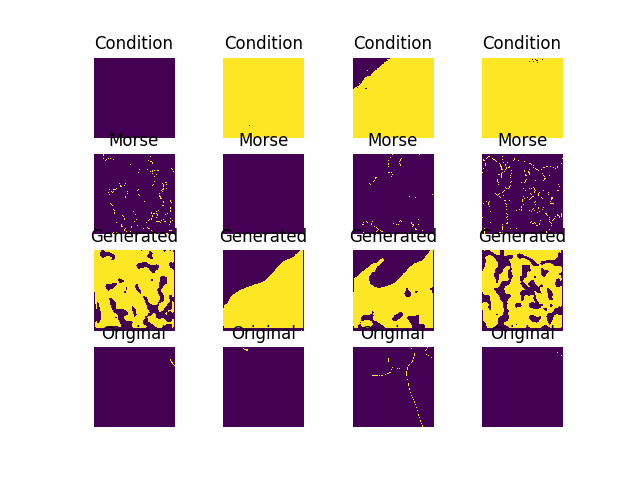 Condition Condition Condition Condition
Morse Morse Morse Morse
Generated Generated Generated Generated
Original Original Original Original